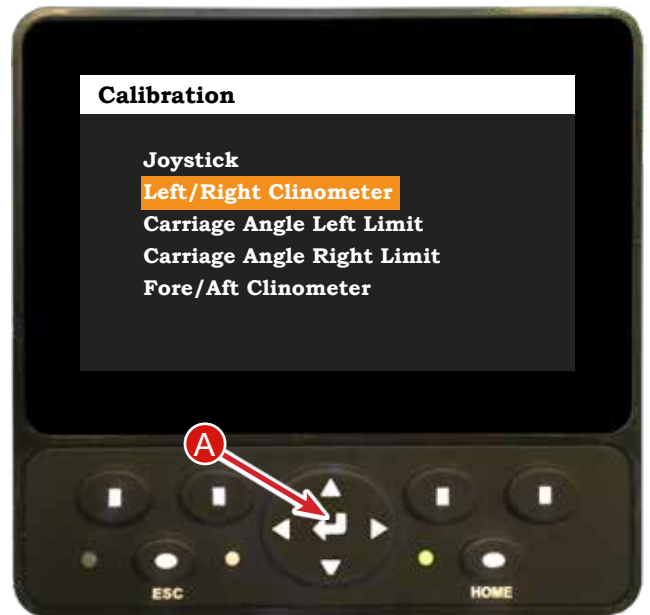 Calibration
Joystick
Left/Right Clinometer
Carriage Angle Left Limit
Carriage Angle Right Limit
Fore/Aft Clinometer
A
ESC
HOME